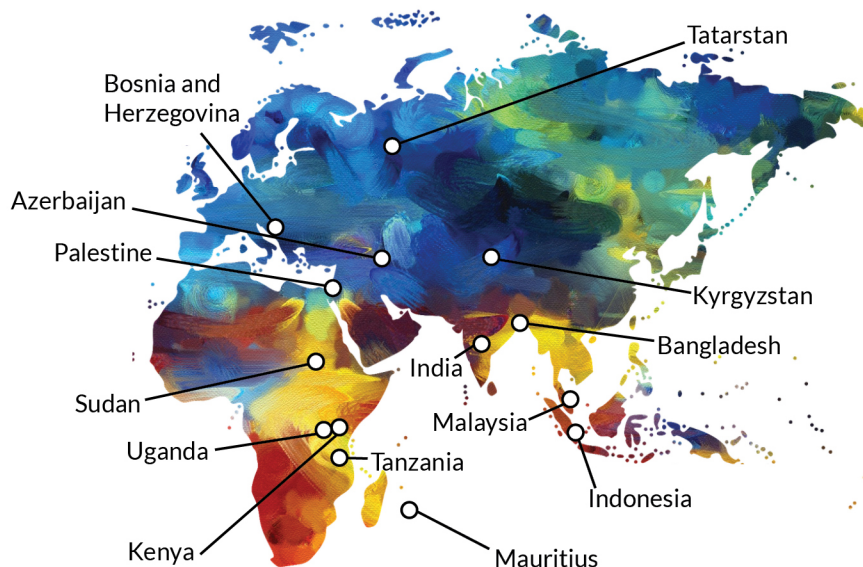 Tatarstan
Bosnia and
Herzegovina
Azerbaijan
Palestine
Kyrgyzstan
Bangladesh
India
Sudan
Malaysia
Uganda
Tanzania
Indonesia
Kenya
Mauritius